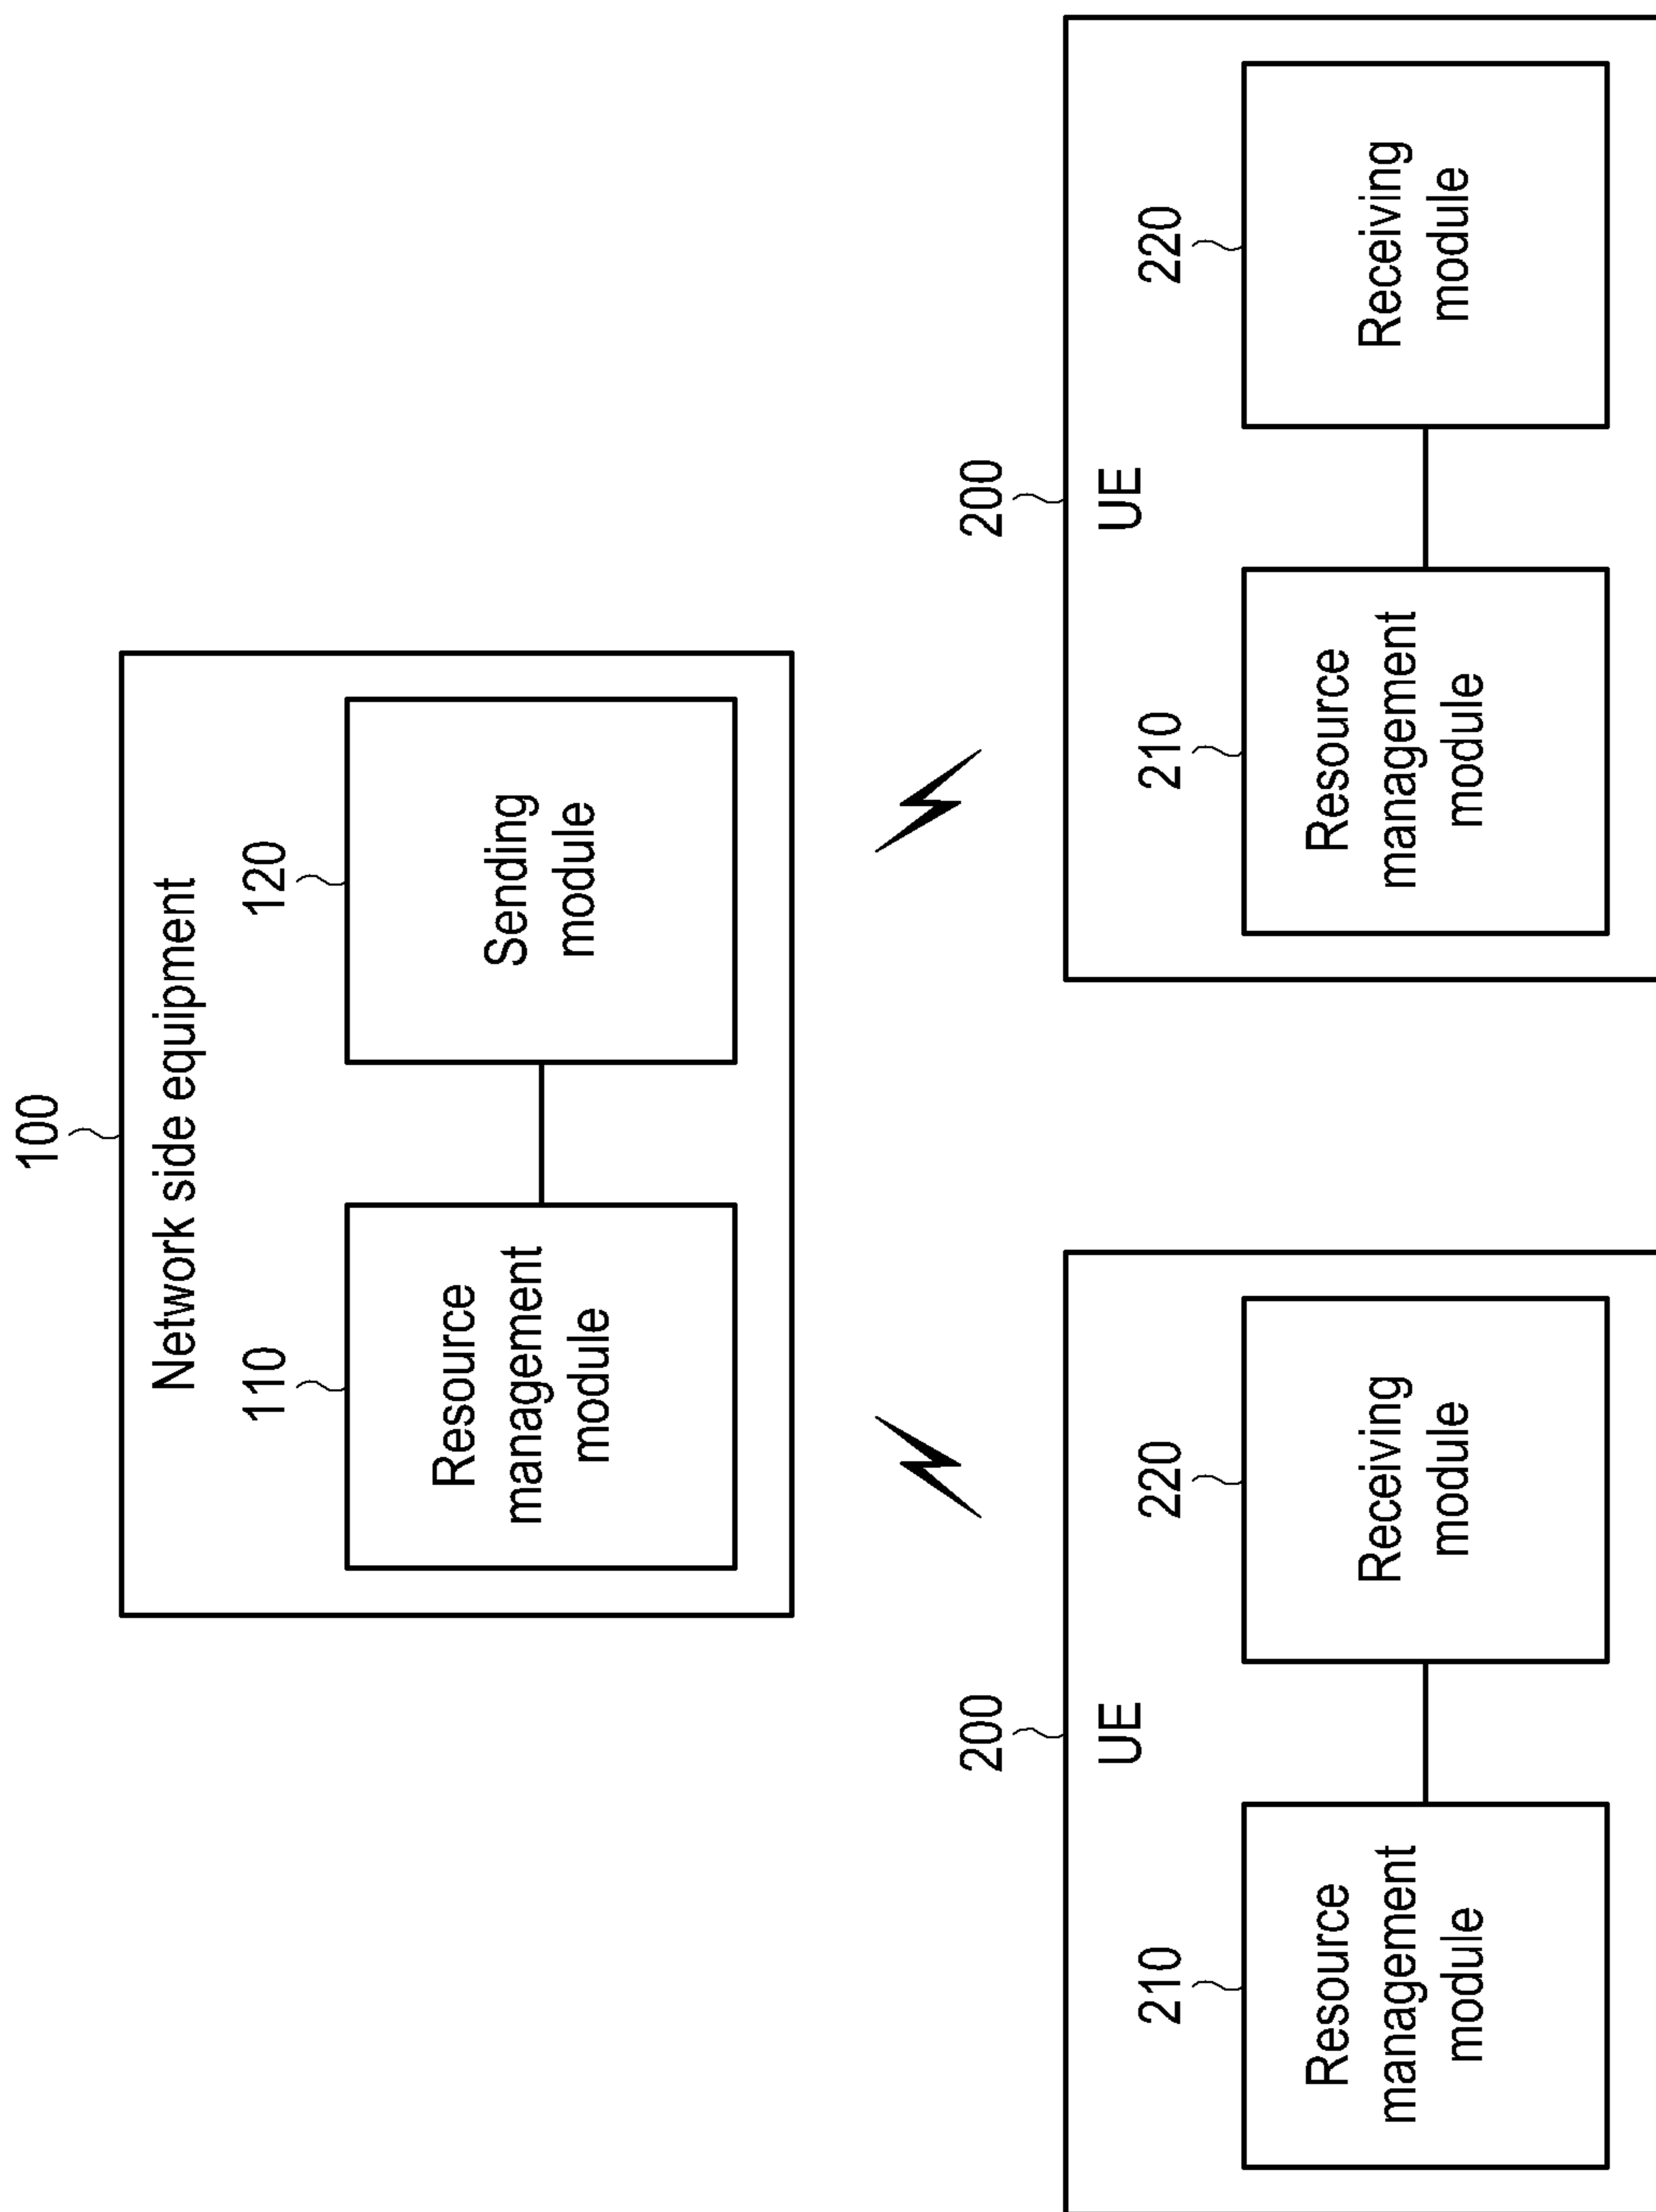 100
Network side equipment
110
Resource
management
module
120
Sending
module
200
UE
210
Resource
management
module
220
Receiving
module
200
UE
210
Resource
management
module
220
Receiving
module